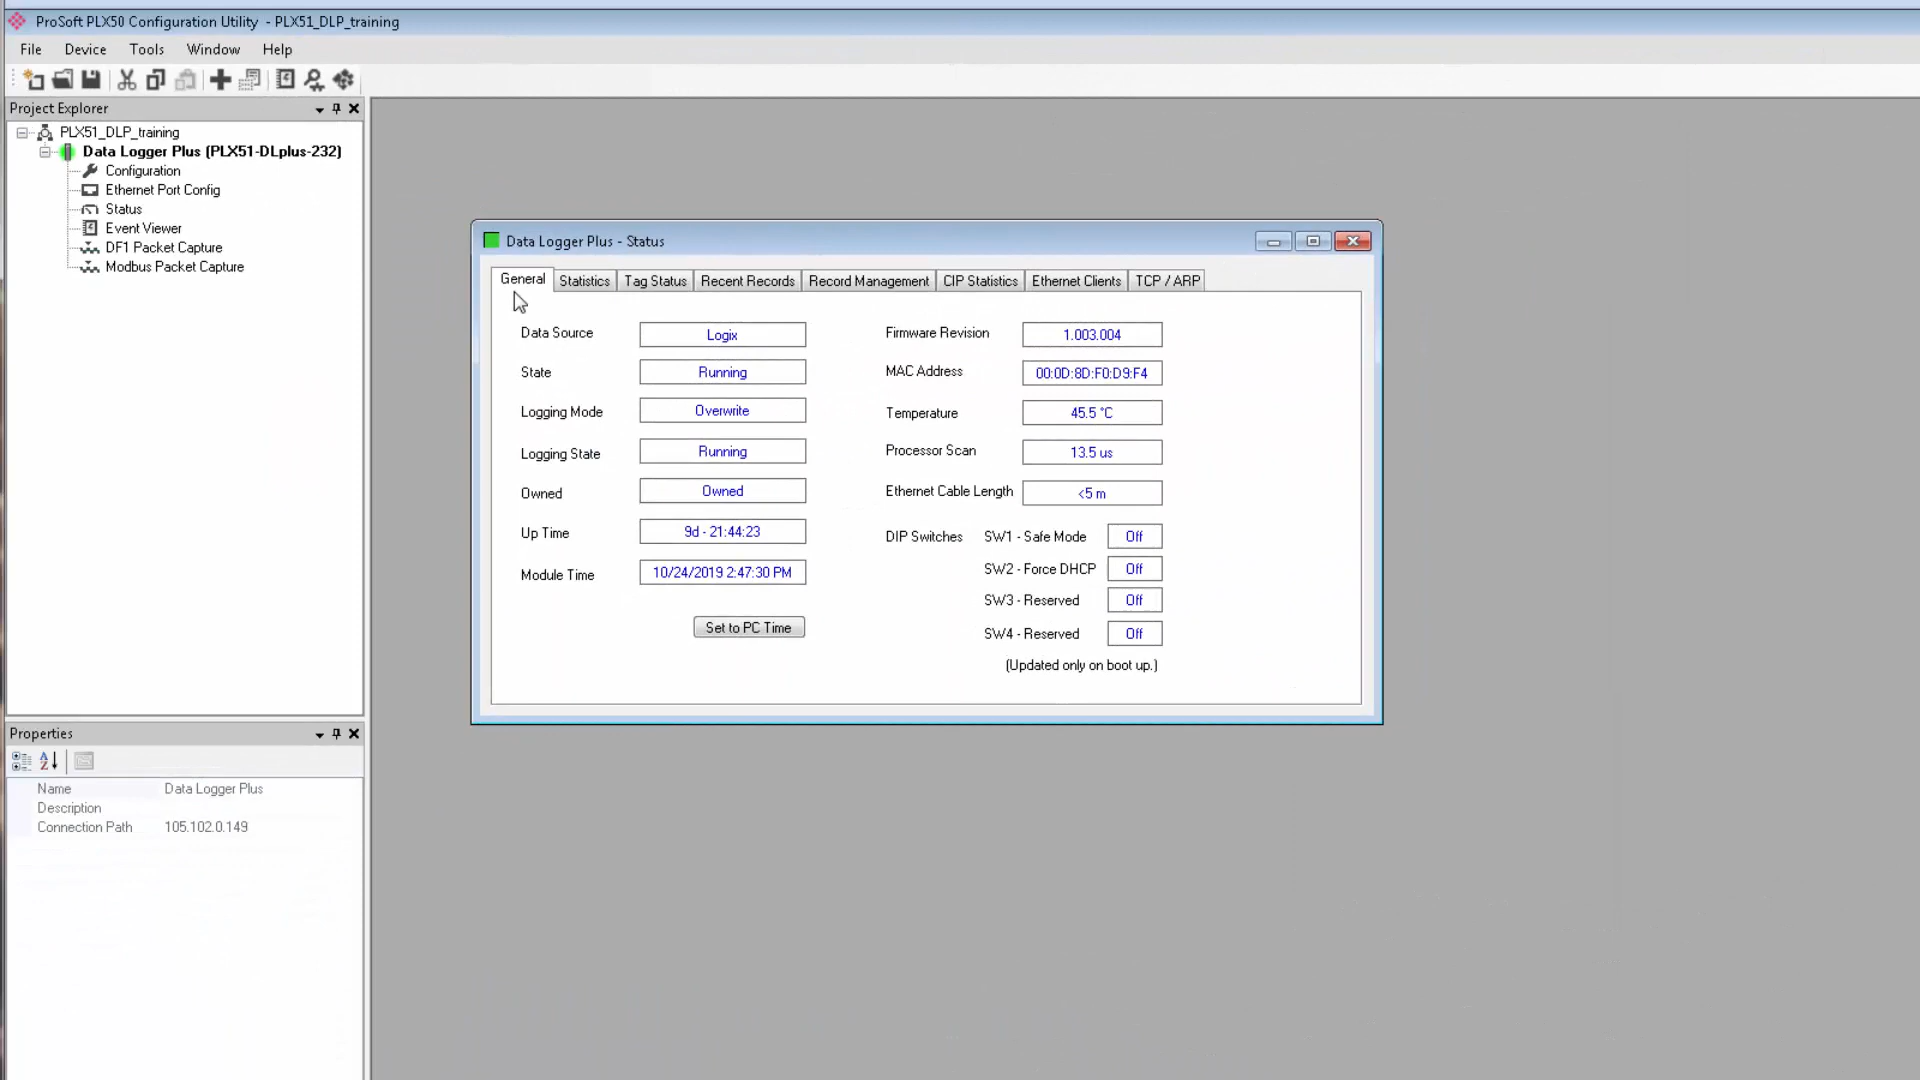 ProSoft PLX50 Configuration Utility - PLX51_DLP_training
File Device Tools Window Help
Project Explorer
PLX51_DLP_training
Data Logger Plus (PLX51-DLplus-232)
Configuration
Ethernet Port Config
Status
Event Viewer
DF1 Packet Capture
Modbus Packet Capture
Data Logger Plus - Status
General Statistics Tag Status Recent Records Record Management CIP Statistics Ethernet Clients TCP / ARP
Data Source Logix
State Running
Logging Mode Overwrite
Logging State Running
Owned Owned
Up Time 9d - 21:44:23
Module Time 10/24/2019 2:47:30 PM
Set to PC Time
Firmware Revision 1.003.004
MAC Address 00:0D:8D:F0:D9:F4
Temperature 45.5 °C
Processor Scan 13.5 us
Ethernet Cable Length <5 m
DIP Switches SW1 - Safe Mode Off
SW2 - Force DHCP Off
SW3 - Reserved Off
SW4 - Reserved Off
(Updated only on boot up.)
Properties
Name Data Logger Plus
Description
Connection Path 105.102.0.149